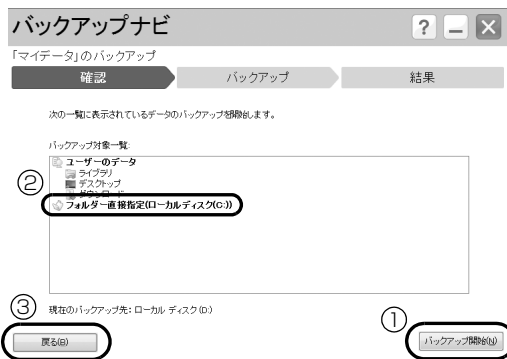 バックアップナビ
? – ×
「マイデータ」のバックアップ
確認 バックアップ 結果
次の一覧に表示されているデータのバックアップを開始します。
バックアップ対象一覧:
ユーザーのデータ
ライブラリ
② デスクトップ
ダウンロード
フォルダー直接指定(ローカルディスク(C:))
③ 現在のバックアップ先: ローカル ディスク (D:)
①
戻る(B) バックアップ開始(N)